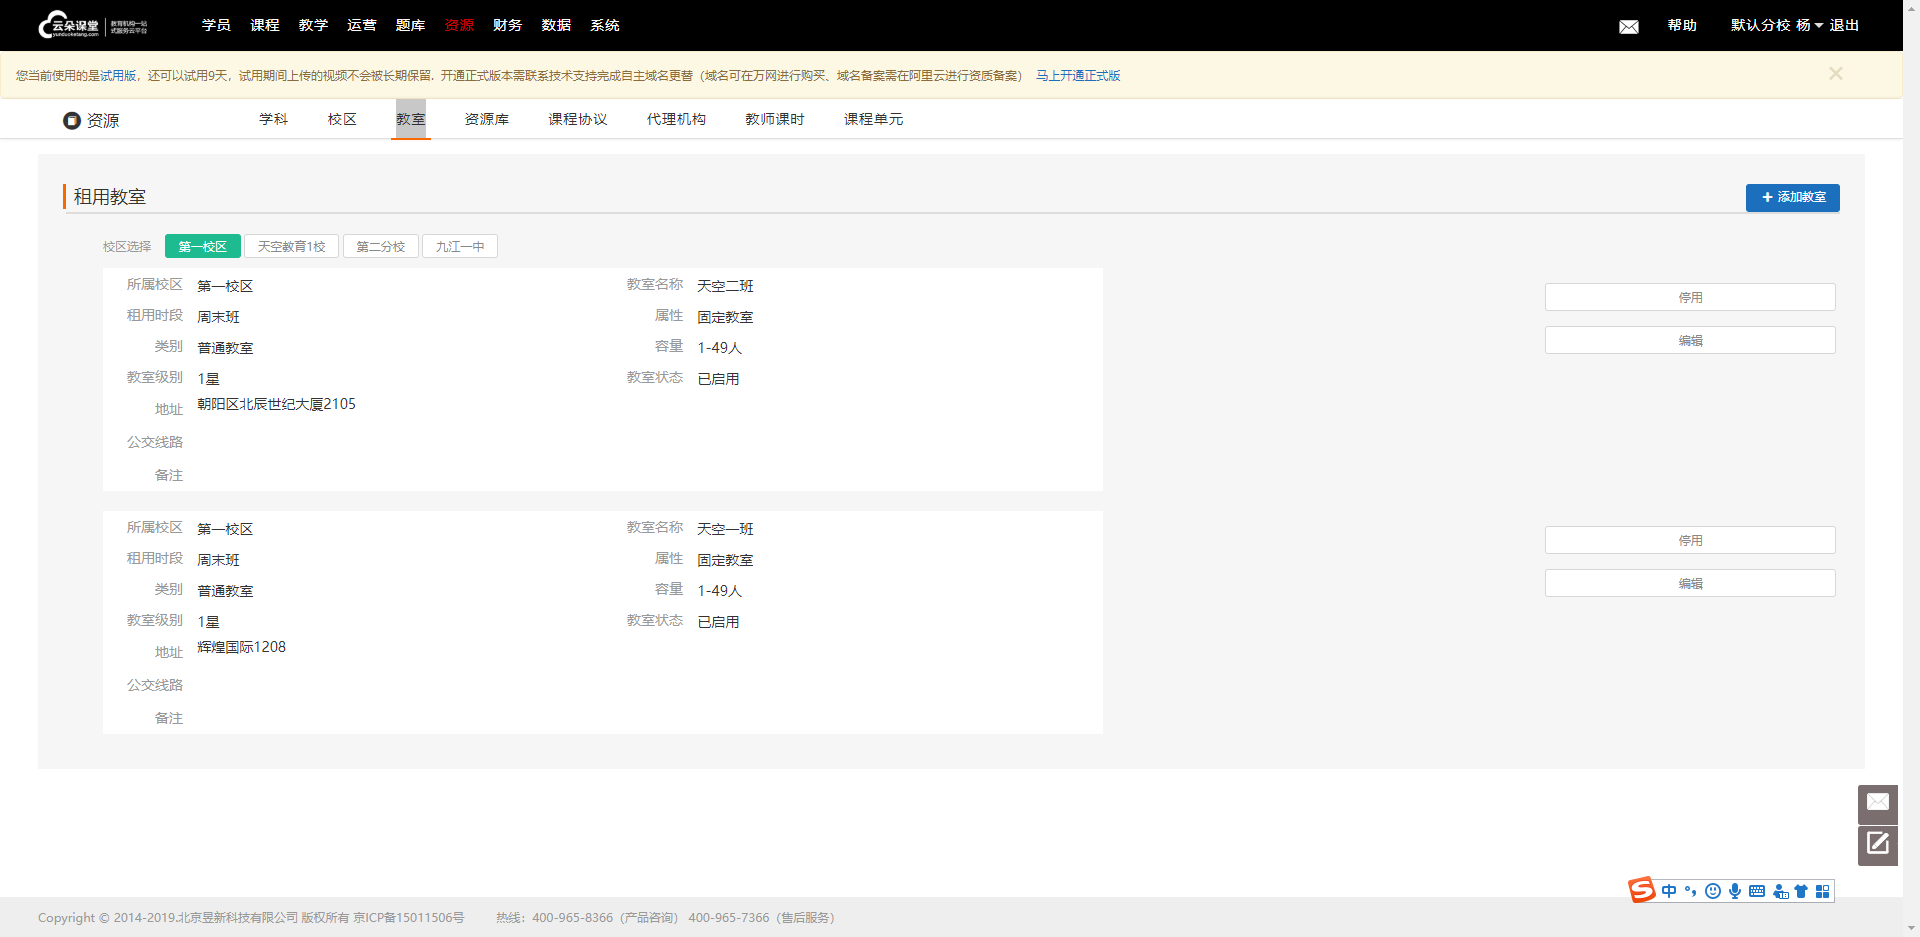 云朵课堂 yunduoketang.com 教育机构一站式服务云平台 学员 课程 教学 运营 题库 资源 财务 数据 系统 帮助 默认分校 杨 退出
您当前使用的是试用版，还可以试用9天，试用期间上传的视频不会被长期保留. 开通正式版本需联系技术支持完成自主域名更替（域名可在万网进行购买、域名备案需在阿里云进行资质备案） 马上开通正式版
资源 学科 校区 教室 资源库 课程协议 代理机构 教师课时 课程单元
租用教室 添加教室
校区选择 第一校区 天空教育1校 第二分校 九江一中
所属校区 第一校区 教室名称 天空二班 停用
租用时段 周末班 属性 固定教室
类别 普通教室 容量 1-49人 编辑
教室级别 1星 教室状态 已启用
地址 朝阳区北辰世纪大厦2105
公交线路
备注
所属校区 第一校区 教室名称 天空一班 停用
租用时段 周末班 属性 固定教室
类别 普通教室 容量 1-49人 编辑
教室级别 1星 教室状态 已启用
地址 辉煌国际1208
公交线路
备注
中
Copyright © 2014-2019.北京昱新科技有限公司 版权所有 京ICP备15011506号 热线：400-965-8366（产品咨询） 400-965-7366（售后服务）